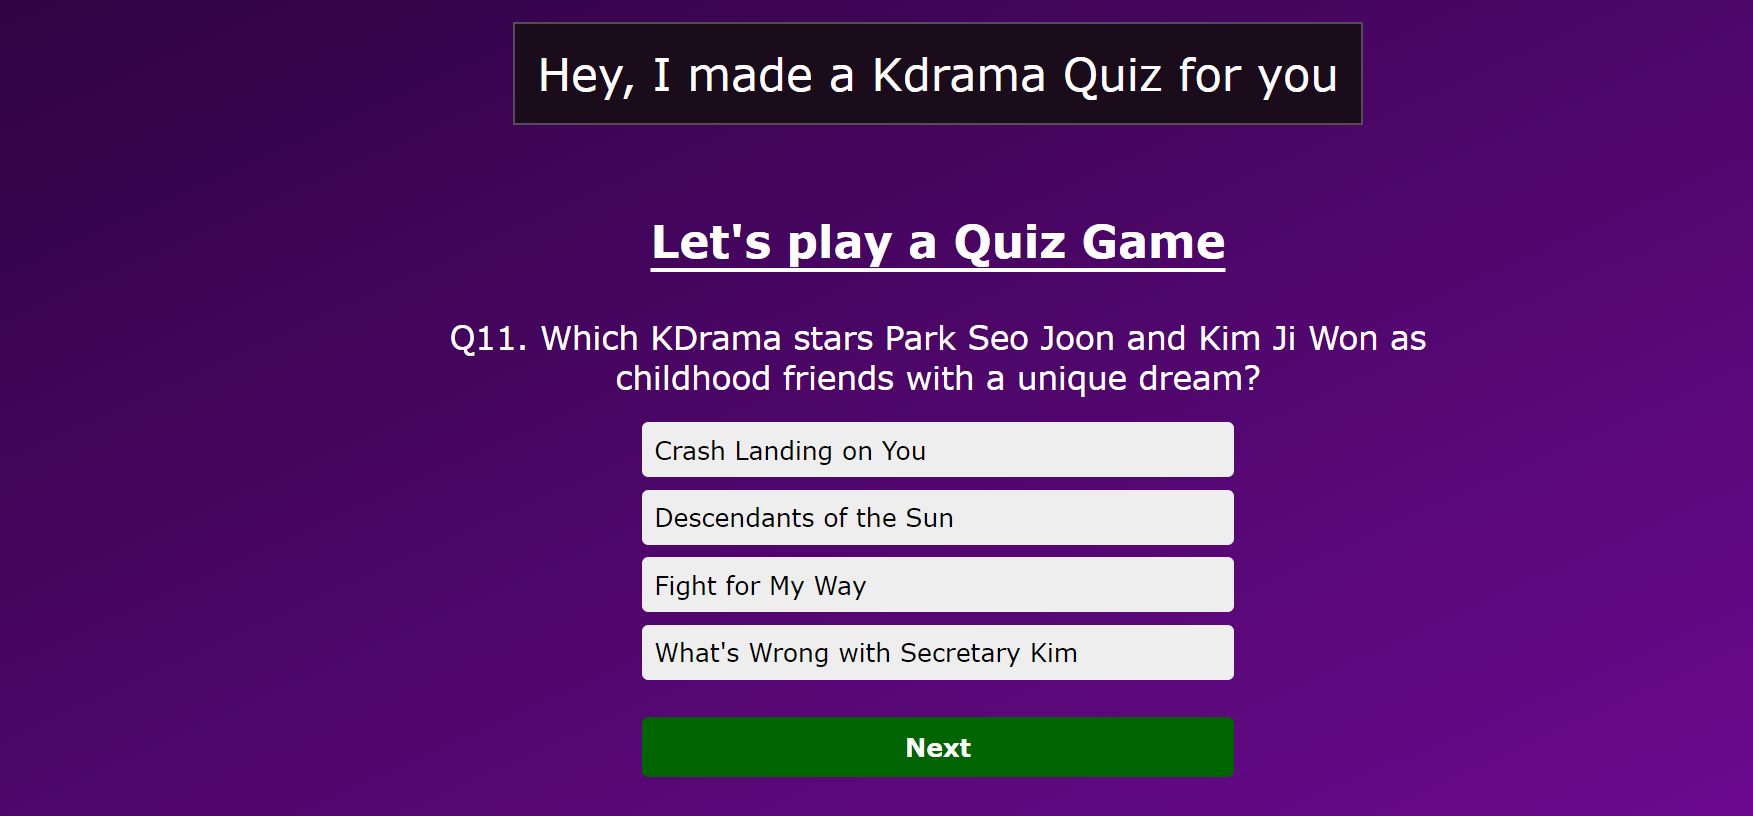 Hey, I made a Kdrama Quiz for you
Let's play a Quiz Game
Q11. Which KDrama stars Park Seo Joon and Kim Ji Won as
childhood friends with a unique dream?
Crash Landing on You
Descendants of the Sun
Fight for My Way
What's Wrong with Secretary Kim
Next